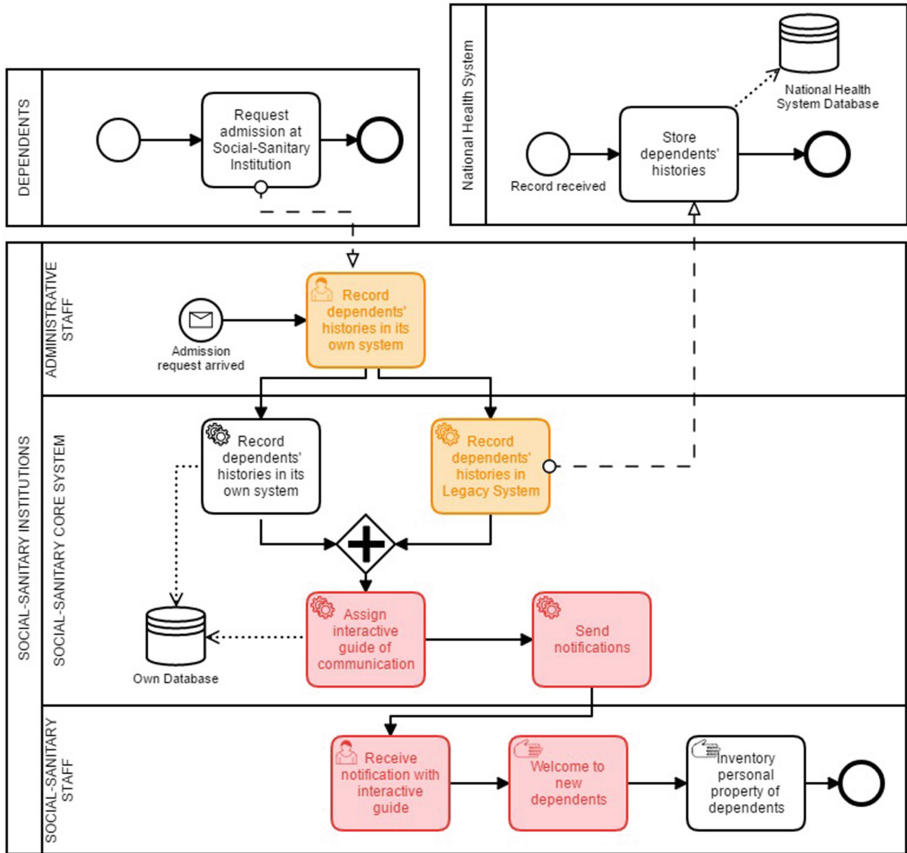 DEPENDENTS
Request
admission at
Social-Sanitary
Institution
National Health System
Record received
Store
dependents'
histories
National Health
System Database
SOCIAL-SANITARY INSTITUTIONS
ADMINISTRATIVE
STAFF
Admission
request arrived
Record
dependents'
histories in its
own system
SOCIAL-SANITARY CORE SYSTEM
Record
dependents'
histories in its
own system
Record
dependents'
histories in
Legacy System
Own Database
Assign
interactive
guide of
communication
Send
notifications
SOCIAL-SANITARY
STAFF
Receive
notification with
interactive
guide
Welcome to
new
dependents
Inventory
personal
property of
dependents